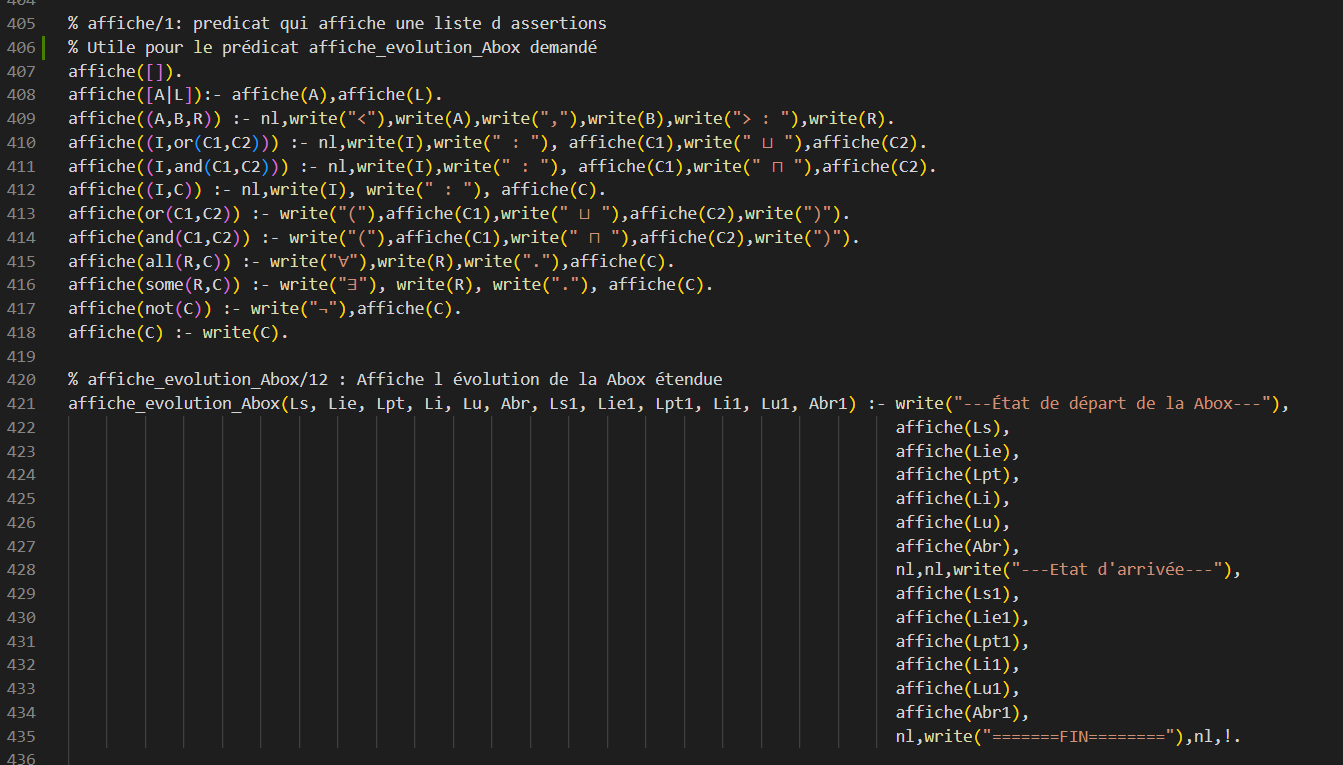 404
405 % affiche/1: predicat qui affiche une liste d assertions
406 % Utile pour le prédicat affiche_evolution_Abox demandé
407 affiche([]).
408 affiche([A|L]):- affiche(A),affiche(L).
409 affiche((A,B,R)) :- nl,write("<"),write(A),write(","),write(B),write("> : "),write(R).
410 affiche((I,or(C1,C2))) :- nl,write(I),write(" : "), affiche(C1),write(" ⊔ "),affiche(C2).
411 affiche((I,and(C1,C2))) :- nl,write(I),write(" : "), affiche(C1),write(" ⊓ "),affiche(C2).
412 affiche((I,C)) :- nl,write(I), write(" : "), affiche(C).
413 affiche(or(C1,C2)) :- write("("),affiche(C1),write(" ⊔ "),affiche(C2),write(")").
414 affiche(and(C1,C2)) :- write("("),affiche(C1),write(" ⊓ "),affiche(C2),write(")").
415 affiche(all(R,C)) :- write("∀"),write(R),write("."),affiche(C).
416 affiche(some(R,C)) :- write("∃"), write(R), write("."), affiche(C).
417 affiche(not(C)) :- write("¬"),affiche(C).
418 affiche(C) :- write(C).
419
420 % affiche_evolution_Abox/12 : Affiche l évolution de la Abox étendue
421 affiche_evolution_Abox(Ls, Lie, Lpt, Li, Lu, Abr, Ls1, Lie1, Lpt1, Li1, Lu1, Abr1) :- write("---État de départ de la Abox---"),
422 affiche(Ls),
423 affiche(Lie),
424 affiche(Lpt),
425 affiche(Li),
426 affiche(Lu),
427 affiche(Abr),
428 nl,nl,write("---Etat d'arrivée---"),
429 affiche(Ls1),
430 affiche(Lie1),
431 affiche(Lpt1),
432 affiche(Li1),
433 affiche(Lu1),
434 affiche(Abr1),
435 nl,write("=======FIN========"),nl,!.
436